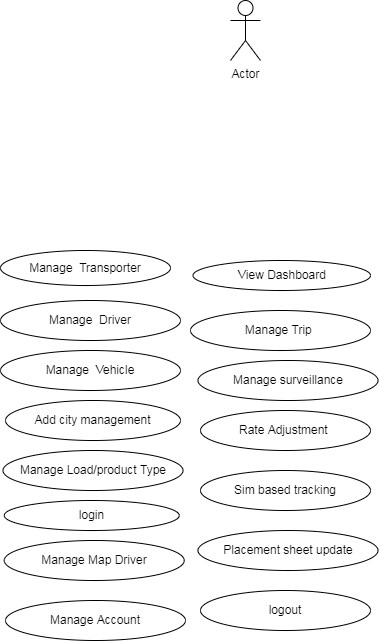 Actor
Manage  Transporter
View Dashboard
Manage  Driver
Manage Trip
Manage  Vehicle
Manage surveillance
Add city management
Rate Adjustment
Manage Load/product Type
Sim based tracking
login
Placement sheet update
Manage Map Driver
logout
Manage Account